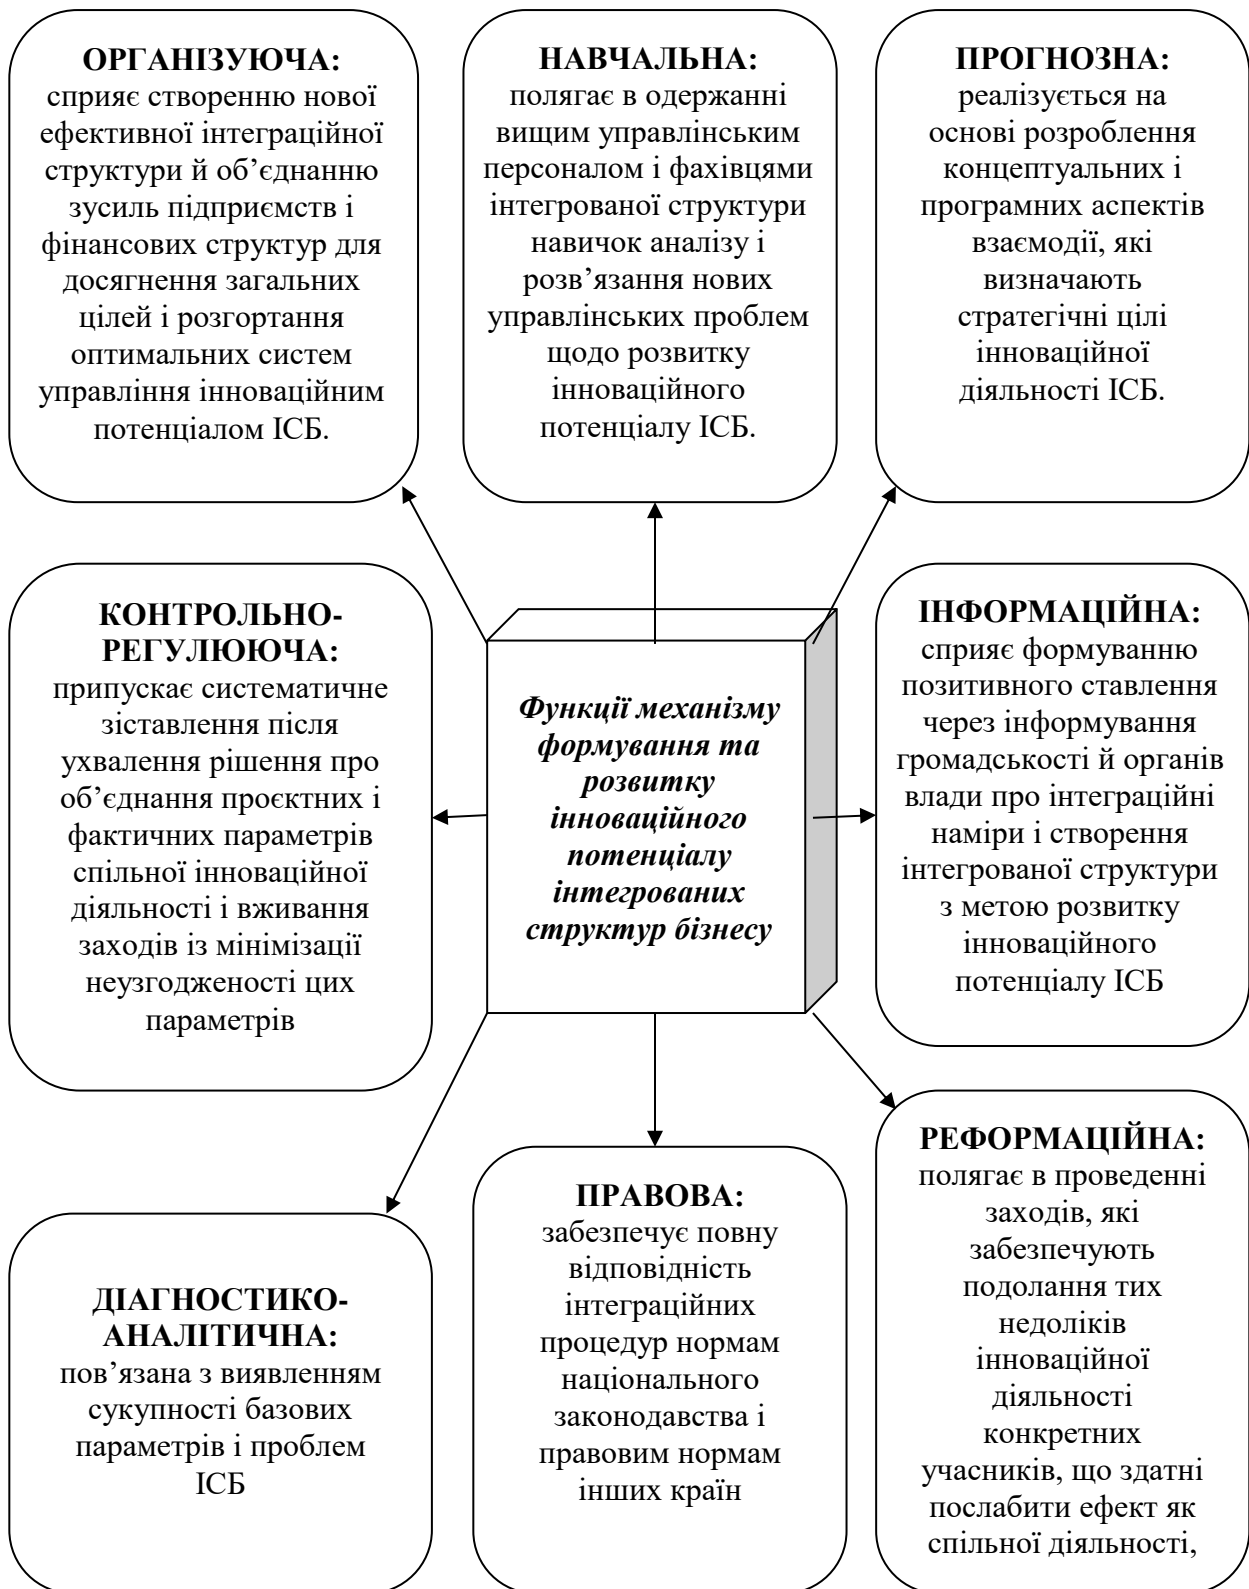 ОРГАНІЗУЮЧА:
сприяє створенню нової
ефективної інтеграційної
структури й об’єднанню
зусиль підприємств і
фінансових структур для
досягнення загальних
цілей і розгортання
оптимальних систем
управління інноваційним
потенціалом ІСБ.
НАВЧАЛЬНА:
полягає в одержанні
вищим управлінським
персоналом і фахівцями
інтегрованої структури
навичок аналізу і
розв’язання нових
управлінських проблем
щодо розвитку
інноваційного
потенціалу ІСБ.
ПРОГНОЗНА:
реалізується на
основі розроблення
концептуальних і
програмних аспектів
взаємодії, які
визначають
стратегічні цілі
інноваційної
діяльності ІСБ.
КОНТРОЛЬНО-
РЕГУЛЮЮЧА:
припускає систематичне
зіставлення після
ухвалення рішення про
об’єднання проєктних і
фактичних параметрів
спільної інноваційної
діяльності і вживання
заходів із мінімізації
неузгодженості цих
параметрів
Функції механізму
формування та
розвитку
інноваційного
потенціалу
інтегрованих
структур бізнесу
ІНФОРМАЦІЙНА:
сприяє формуванню
позитивного ставлення
через інформування
громадськості й органів
влади про інтеграційні
наміри і створення
інтегрованої структури
з метою розвитку
інноваційного
потенціалу ІСБ
ДІАГНОСТИКО-
АНАЛІТИЧНА:
пов’язана з виявленням
сукупності базових
параметрів і проблем
ІСБ
ПРАВОВА:
забезпечує повну
відповідність
інтеграційних
процедур нормам
національного
законодавства і
правовим нормам
інших країн
РЕФОРМАЦІЙНА:
полягає в проведенні
заходів, які
забезпечують
подолання тих
недоліків
інноваційної
діяльності
конкретних
учасників, що здатні
послабити ефект як
спільної діяльності,